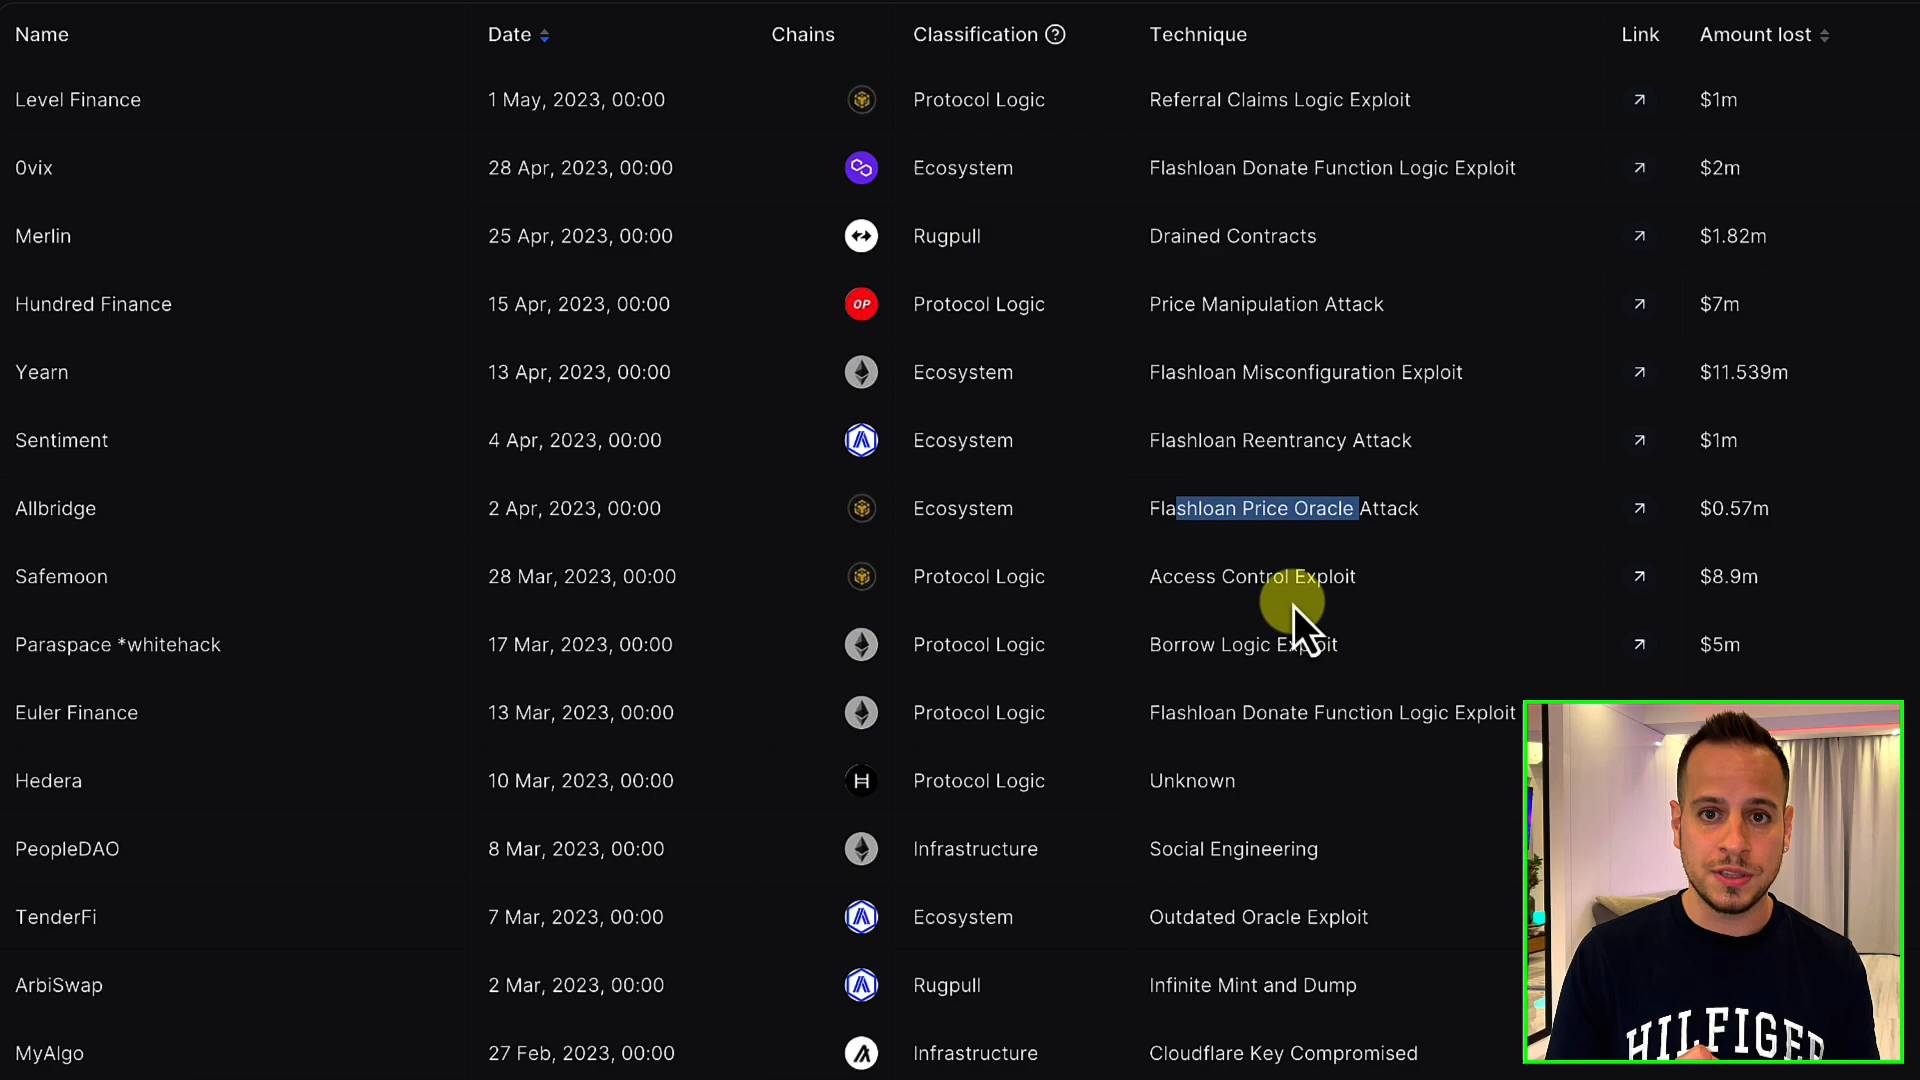 Name Date Chains Classification ? Technique Link Amount lost
Level Finance 1 May, 2023, 00:00 Protocol Logic Referral Claims Logic Exploit $1m
0vix 28 Apr, 2023, 00:00 Ecosystem Flashloan Donate Function Logic Exploit $2m
Merlin 25 Apr, 2023, 00:00 Rugpull Drained Contracts $1.82m
Hundred Finance 15 Apr, 2023, 00:00 OP Protocol Logic Price Manipulation Attack $7m
Yearn 13 Apr, 2023, 00:00 Ecosystem Flashloan Misconfiguration Exploit $11.539m
Sentiment 4 Apr, 2023, 00:00 Ecosystem Flashloan Reentrancy Attack $1m
Allbridge 2 Apr, 2023, 00:00 Ecosystem Flashloan Price Oracle Attack $0.57m
Safemoon 28 Mar, 2023, 00:00 Protocol Logic Access Control Exploit $8.9m
Paraspace *whitehack 17 Mar, 2023, 00:00 Protocol Logic Borrow Logic Exploit $5m
Euler Finance 13 Mar, 2023, 00:00 Protocol Logic Flashloan Donate Function Logic Exploit
Hedera 10 Mar, 2023, 00:00 H Protocol Logic Unknown
PeopleDAO 8 Mar, 2023, 00:00 Infrastructure Social Engineering
TenderFi 7 Mar, 2023, 00:00 Ecosystem Outdated Oracle Exploit
ArbiSwap 2 Mar, 2023, 00:00 Rugpull Infinite Mint and Dump
MyAlgo 27 Feb, 2023, 00:00 Infrastructure Cloudflare Key Compromised
HILFIGER